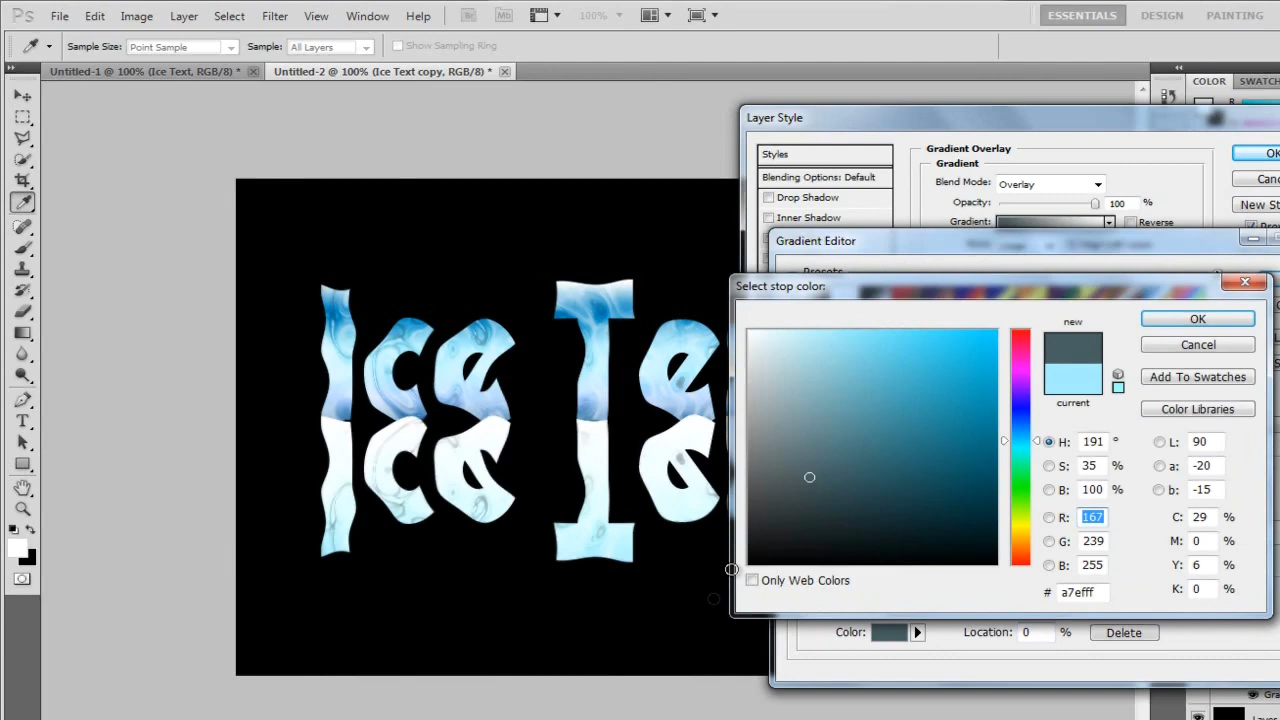 Ps File Edit Image Layer Select Filter View Window Help Br Mb 100% ESSENTIALS DESIGN PAINTING
Sample Size: Point Sample Sample: All Layers Show Sampling Ring
Untitled-1 @ 100% (Ice Text, RGB/8) * Untitled-2 @ 100% (Ice Text copy, RGB/8) *
COLOR SWATCH
R
Layer Style
Styles
Blending Options: Default
Drop Shadow
Inner Shadow
Gradient Overlay
Gradient
Blend Mode: Overlay
Opacity: 100 %
Gradient: Reverse
OK
Canc
New St
Gradient Editor
Presets
Select stop color:
new
current
OK
Cancel
Add To Swatches
Color Libraries
H: 191 ° L: 90
S: 35 % a: -20
B: 100 % b: -15
R: 167 C: 29 %
G: 239 M: 0 %
B: 255 Y: 6 %
# a7efff K: 0 %
Only Web Colors
Color: Location: 0 % Delete
Ice Te
T
Gra